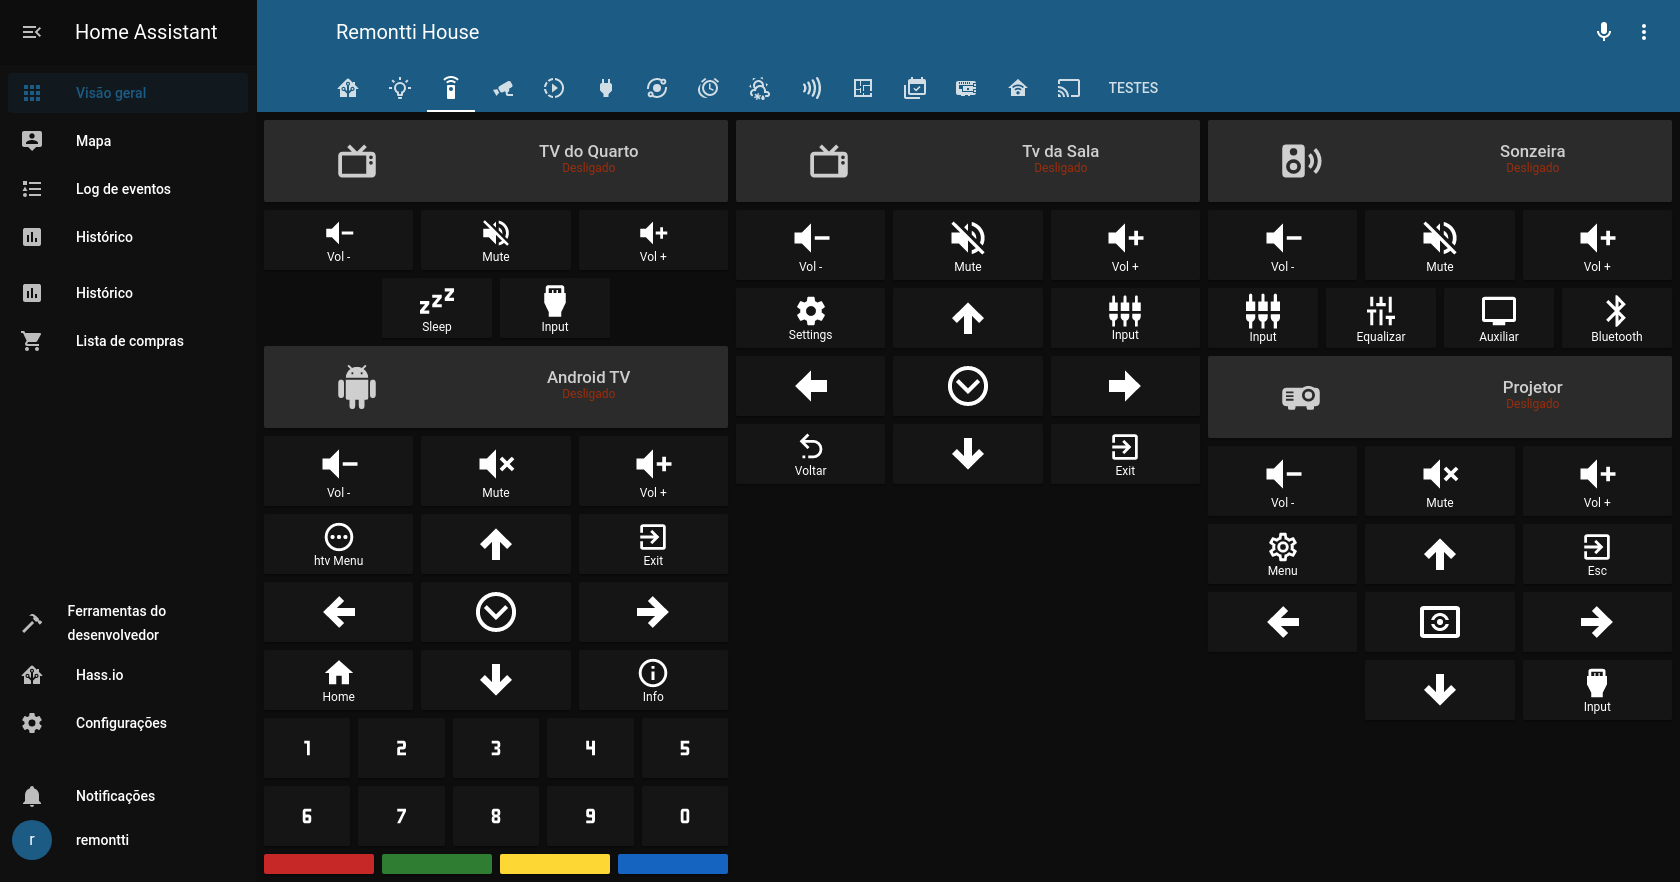 Home Assistant
Visão geral
Mapa
Log de eventos
Histórico
Histórico
Lista de compras
Ferramentas do
desenvolvedor
Hass.io
Configurações
Notificações
r
remontti
Remontti House
TESTES
TV do Quarto
Desligado
Vol -
Mute
Vol +
Sleep
Input
Android TV
Desligado
Vol -
Mute
Vol +
htv Menu
Exit
Home
Info
1 2 3 4 5
6 7 8 9 0
Tv da Sala
Desligado
Vol -
Mute
Vol +
Settings
Input
Voltar
Exit
Sonzeira
Desligado
Vol -
Mute
Vol +
Input
Equalizar
Auxiliar
Bluetooth
Projetor
Desligado
Vol -
Mute
Vol +
Menu
Esc
Input